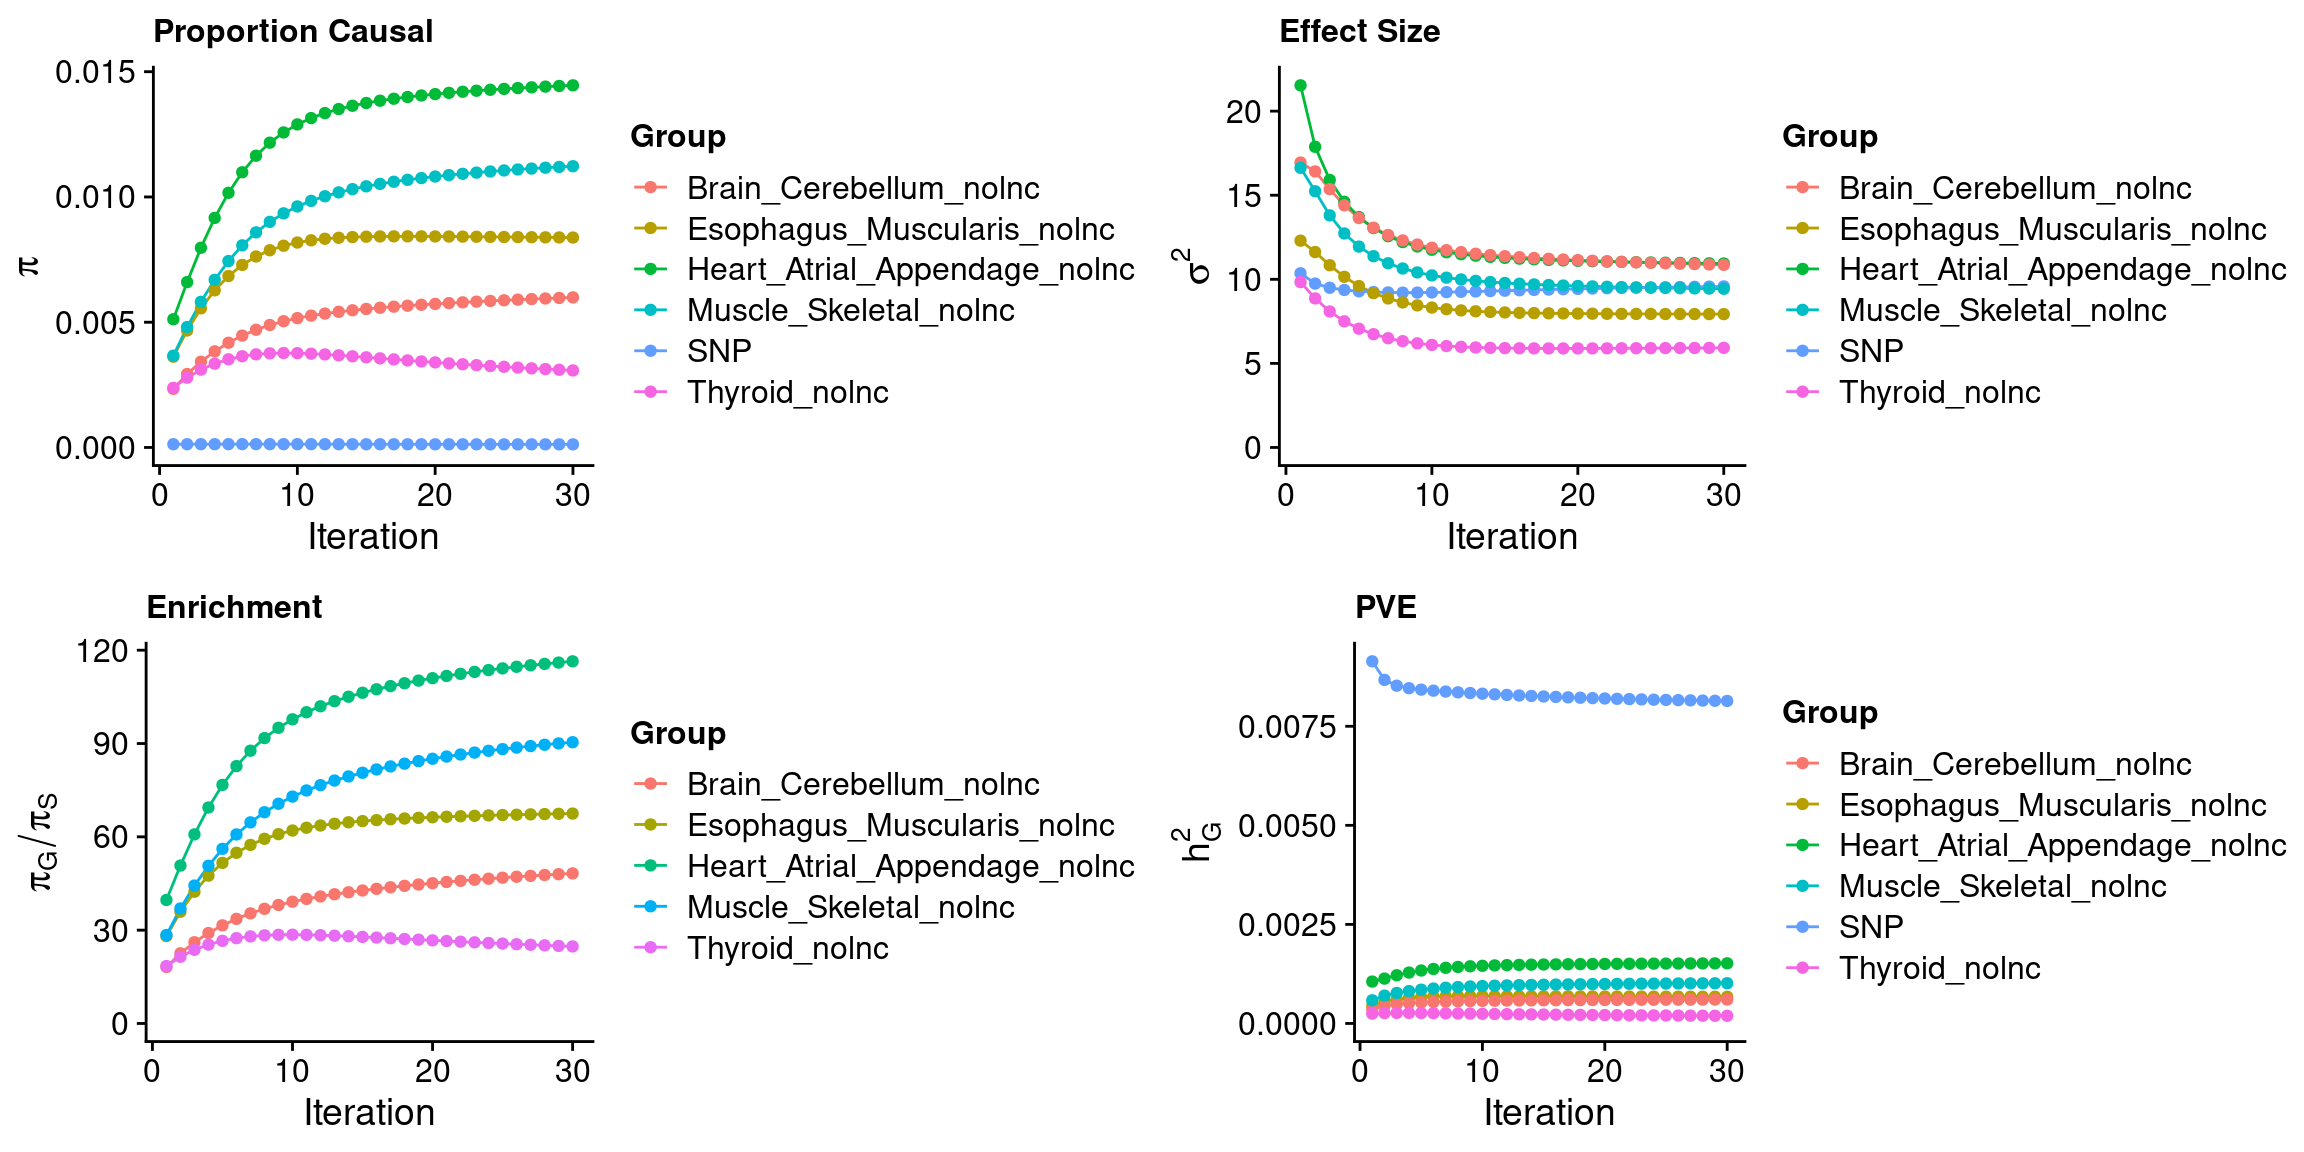 Proportion Causal
π
0.015
0.010
0.005
0.000
0 10 20 30
Iteration
Group
Brain_Cerebellum_nolnc
Esophagus_Muscularis_nolnc
Heart_Atrial_Appendage_nolnc
Muscle_Skeletal_nolnc
SNP
Thyroid_nolnc
Effect Size
σ²
20
15
10
5
0
0 10 20 30
Iteration
Group
Brain_Cerebellum_nolnc
Esophagus_Muscularis_nolnc
Heart_Atrial_Appendage_nolnc
Muscle_Skeletal_nolnc
SNP
Thyroid_nolnc
Enrichment
π_G/π_S
120
90
60
30
0
0 10 20 30
Iteration
Group
Brain_Cerebellum_nolnc
Esophagus_Muscularis_nolnc
Heart_Atrial_Appendage_nolnc
Muscle_Skeletal_nolnc
Thyroid_nolnc
PVE
h²_G
0.0075
0.0050
0.0025
0.0000
0 10 20 30
Iteration
Group
Brain_Cerebellum_nolnc
Esophagus_Muscularis_nolnc
Heart_Atrial_Appendage_nolnc
Muscle_Skeletal_nolnc
SNP
Thyroid_nolnc